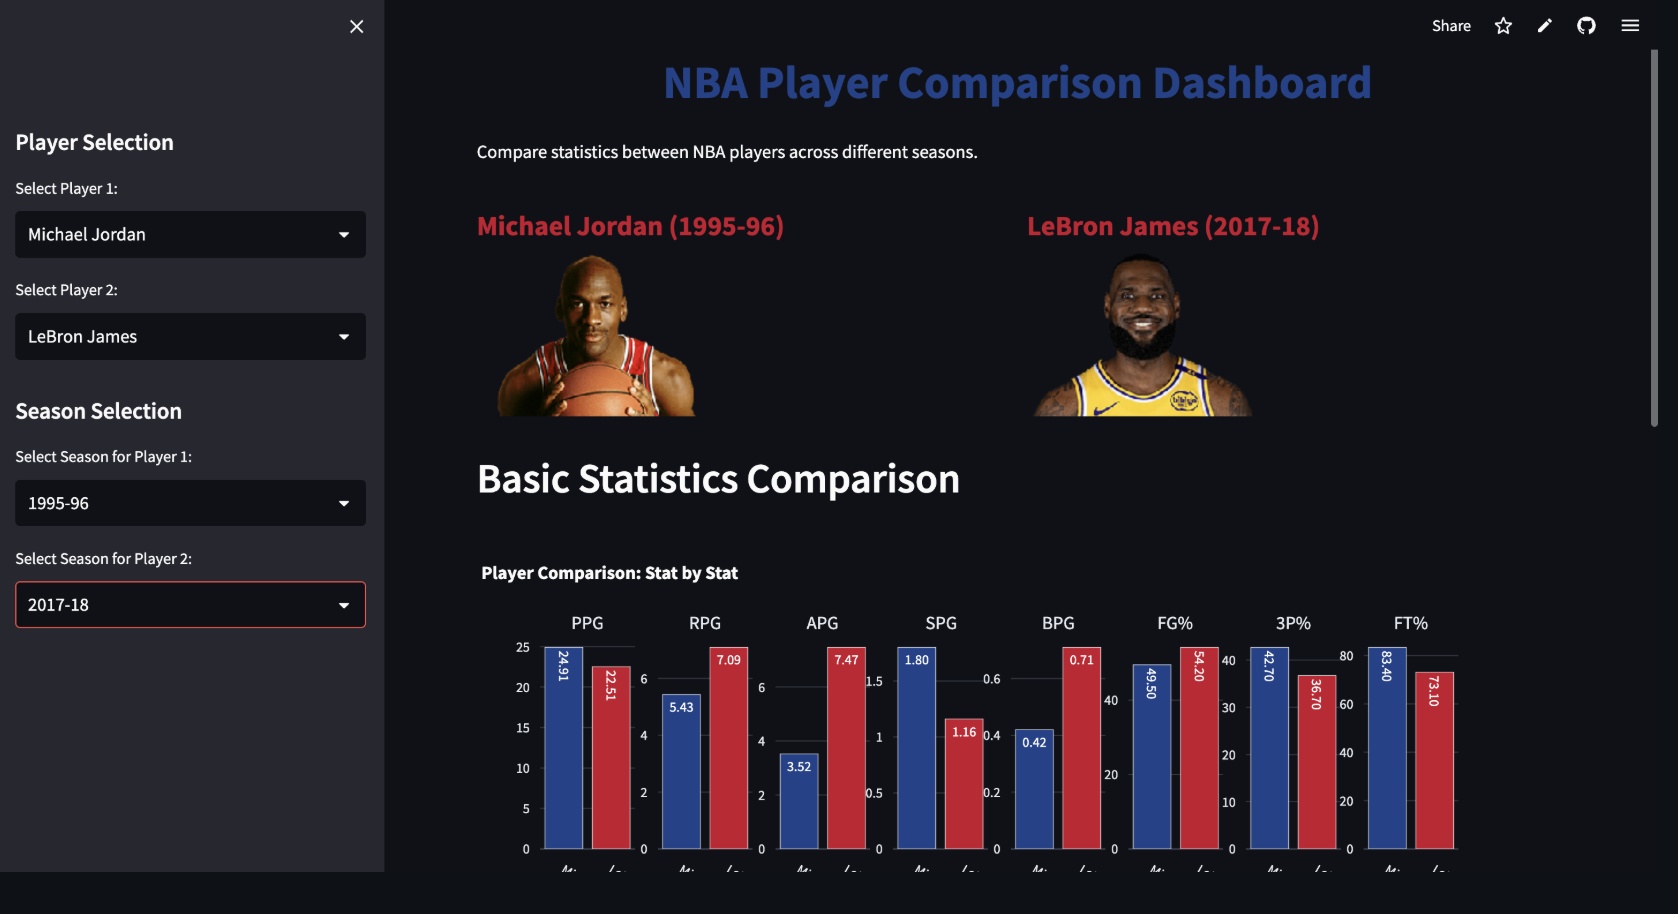 Share
Player Selection
Select Player 1:
Michael Jordan
Select Player 2:
LeBron James
Season Selection
Select Season for Player 1:
1995-96
Select Season for Player 2:
2017-18
NBA Player Comparison Dashboard
Compare statistics between NBA players across different seasons.
Michael Jordan (1995-96)
LeBron James (2017-18)
bibigo
Basic Statistics Comparison
Player Comparison: Stat by Stat
PPG
25
20
15
10
5
0
24.91
22.51
RPG
6
4
2
0
5.43
7.09
APG
6
4
2
0
3.52
7.47
SPG
1.5
1
0.5
0
1.80
1.16
BPG
0.6
0.4
0.2
0
0.42
0.71
FG%
40
20
0
49.50
54.20
3P%
40
30
20
10
0
42.70
36.70
FT%
80
60
40
20
0
83.40
73.10